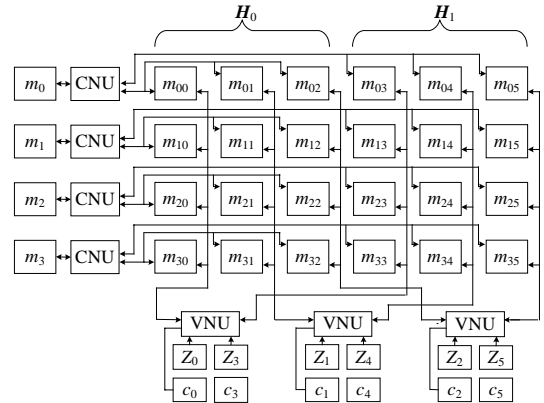 H₀ H₁
m₀ CNU m₀₀ m₀₁ m₀₂ m₀₃ m₀₄ m₀₅
m₁ CNU m₁₀ m₁₁ m₁₂ m₁₃ m₁₄ m₁₅
m₂ CNU m₂₀ m₂₁ m₂₂ m₂₃ m₂₄ m₂₅
m₃ CNU m₃₀ m₃₁ m₃₂ m₃₃ m₃₄ m₃₅
VNU VNU VNU
Z₀ Z₃ Z₁ Z₄ Z₂ Z₅
c₀ c₃ c₁ c₄ c₂ c₅